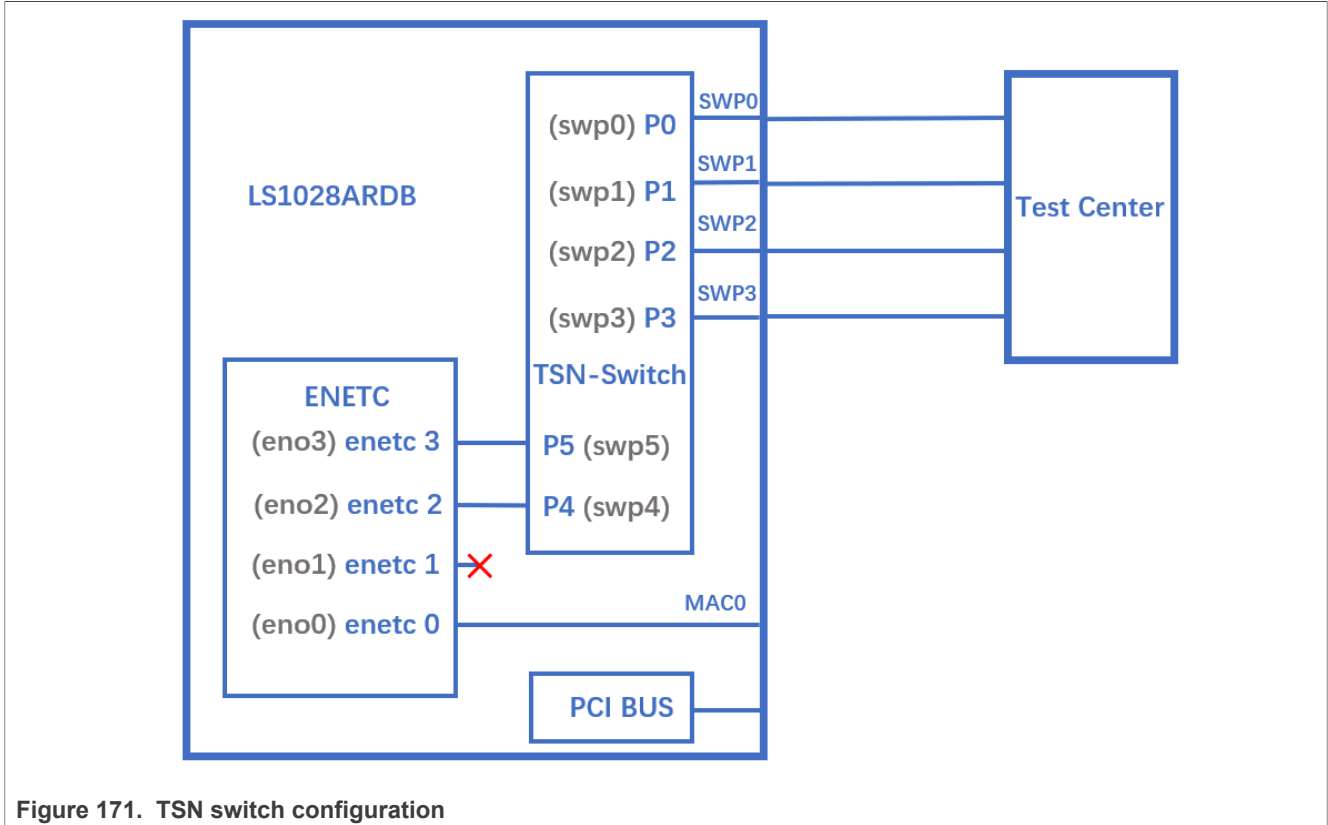 SWP0
(swp0) P0
SWP1
LS1028ARDB
(swp1) P1
Test Center
SWP2
(swp2) P2
SWP3
(swp3) P3
TSN-Switch
ENETC
(eno3) enetc 3
P5 (swp5)
(eno2) enetc 2
P4 (swp4)
(eno1) enetc 1
MAC0
(eno0) enetc 0
PCI BUS
Figure 171. TSN switch configuration